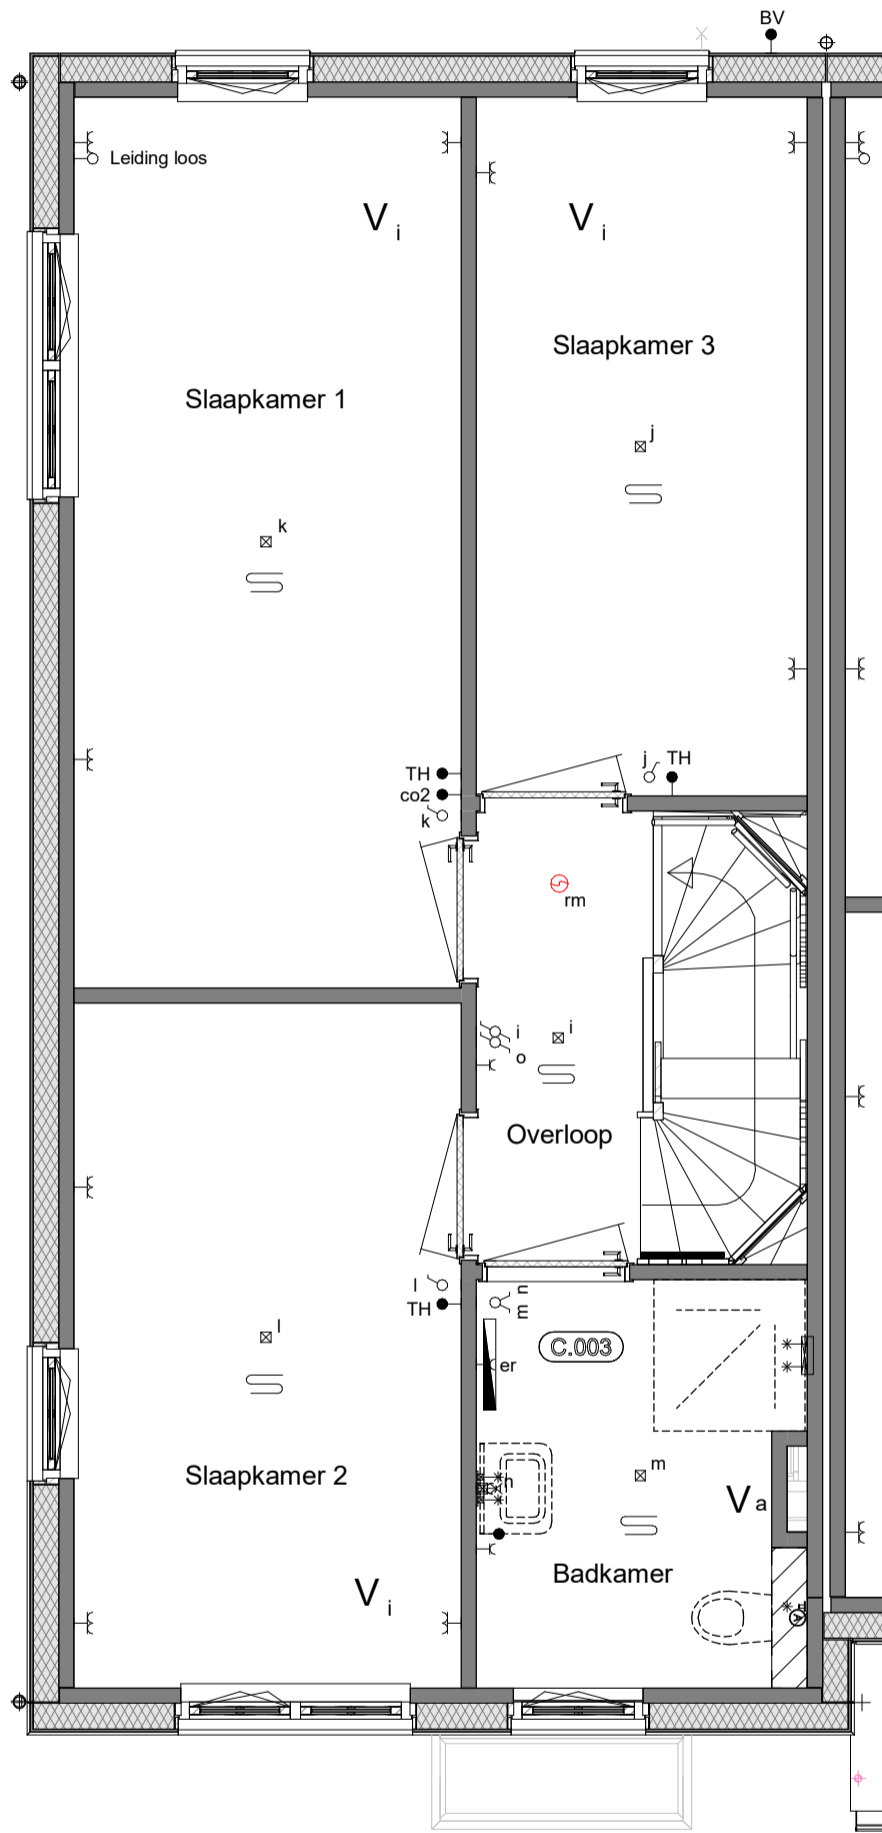 BV
Leiding loos
V i
V i
Slaapkamer 3
Slaapkamer 1
j
k
j
TH
TH
co2
k
rm
i
o
i
Overloop
l
TH
n
m
C.003
er
l
Slaapkamer 2
m
n
V a
Badkamer
V i
A